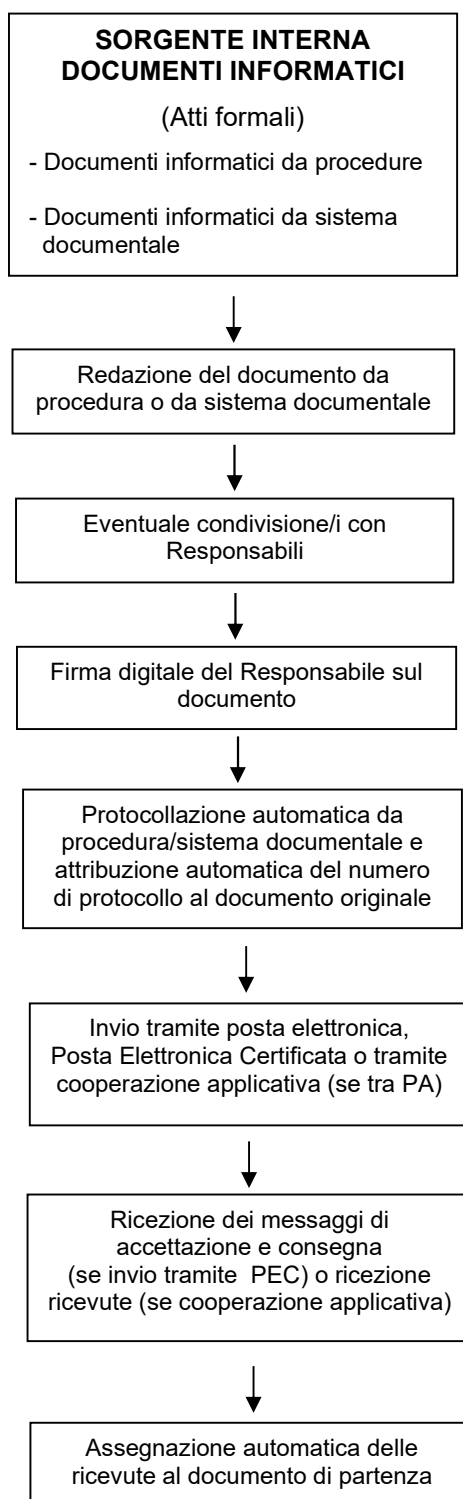 SORGENTE INTERNA
DOCUMENTI INFORMATICI
(Atti formali)
- Documenti informatici da procedure
- Documenti informatici da sistema
documentale
Redazione del documento da
procedura o da sistema documentale
Eventuale condivisione/i con
Responsabili
Firma digitale del Responsabile sul
documento
Protocollazione automatica da
procedura/sistema documentale e
attribuzione automatica del numero
di protocollo al documento originale
Invio tramite posta elettronica,
Posta Elettronica Certificata o tramite
cooperazione applicativa (se tra PA)
Ricezione dei messaggi di
accettazione e consegna
(se invio tramite PEC) o ricezione
ricevute (se cooperazione applicativa)
Assegnazione automatica delle
ricevute al documento di partenza